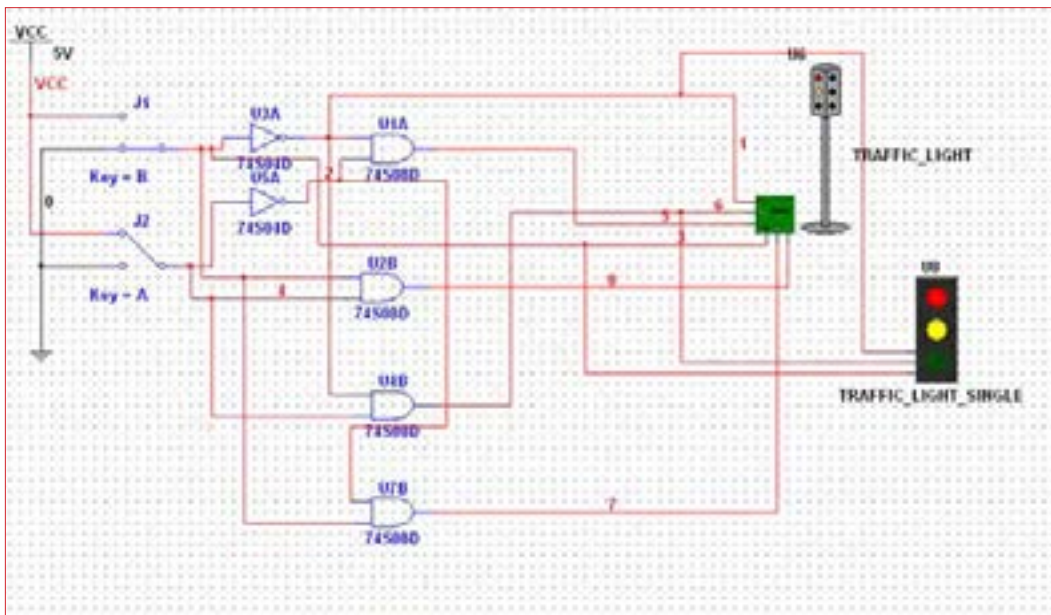 VCC
5V
VCC
J1
Key = B
0
J2
Key = A
U3A
74S04D
2
U5A
74S04D
U1A
74S08D
U2B
74S08D
4
U4B
74S08D
U7B
74S08D
1
6
5
3
7
U6
TRAFFIC_LIGHT
U8
TRAFFIC_LIGHT_SINGLE